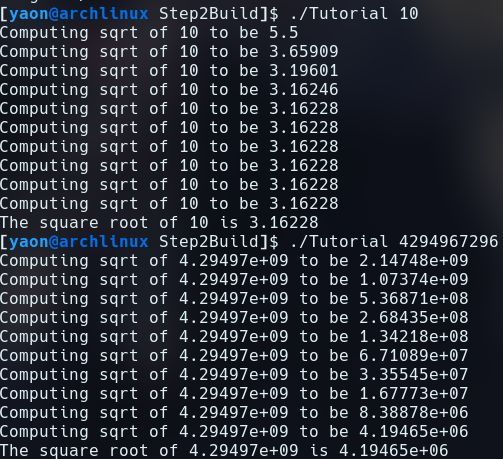 [yaon@archlinux Step2Build]$ ./Tutorial 10
Computing sqrt of 10 to be 5.5
Computing sqrt of 10 to be 3.65909
Computing sqrt of 10 to be 3.19601
Computing sqrt of 10 to be 3.16246
Computing sqrt of 10 to be 3.16228
Computing sqrt of 10 to be 3.16228
Computing sqrt of 10 to be 3.16228
Computing sqrt of 10 to be 3.16228
Computing sqrt of 10 to be 3.16228
Computing sqrt of 10 to be 3.16228
The square root of 10 is 3.16228
[yaon@archlinux Step2Build]$ ./Tutorial 4294967296
Computing sqrt of 4.29497e+09 to be 2.14748e+09
Computing sqrt of 4.29497e+09 to be 1.07374e+09
Computing sqrt of 4.29497e+09 to be 5.36871e+08
Computing sqrt of 4.29497e+09 to be 2.68435e+08
Computing sqrt of 4.29497e+09 to be 1.34218e+08
Computing sqrt of 4.29497e+09 to be 6.71089e+07
Computing sqrt of 4.29497e+09 to be 3.35545e+07
Computing sqrt of 4.29497e+09 to be 1.67773e+07
Computing sqrt of 4.29497e+09 to be 8.38878e+06
Computing sqrt of 4.29497e+09 to be 4.19465e+06
The square root of 4.29497e+09 is 4.19465e+06